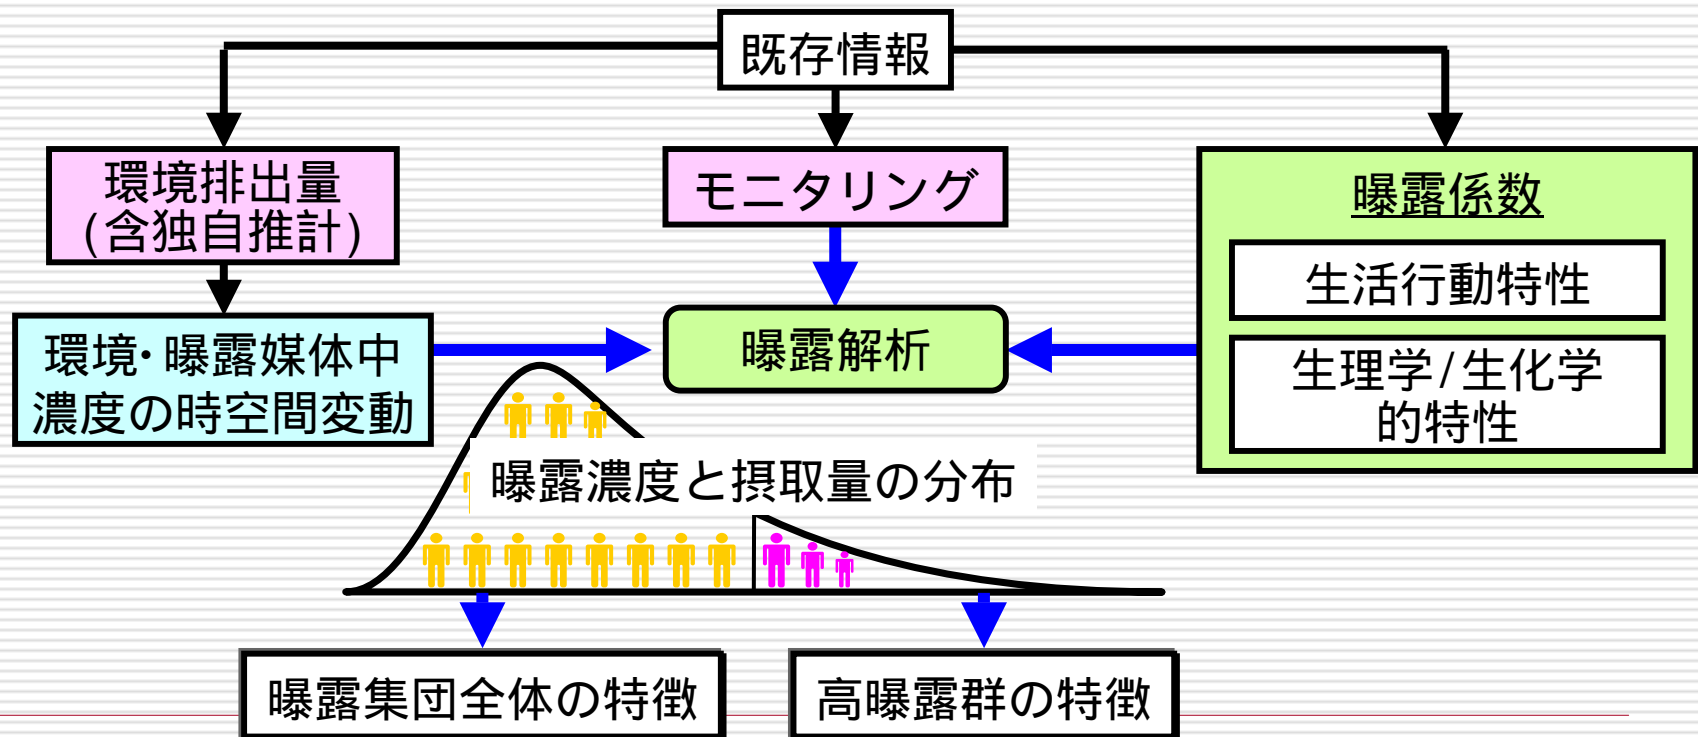 既存情報
環境排出量
(含独自推計)
モニタリング
曝露係数
生活行動特性
生理学/生化学
的特性
環境・曝露媒体中
濃度の時空間変動
曝露解析
曝露濃度と摂取量の分布
曝露集団全体の特徴
高曝露群の特徴